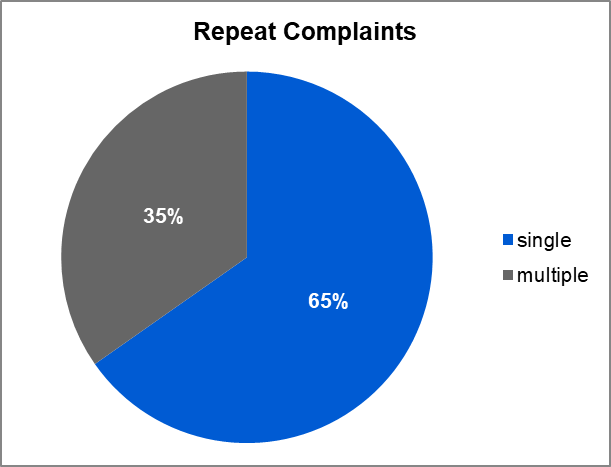 Repeat Complaints
35%
65%
single
multiple